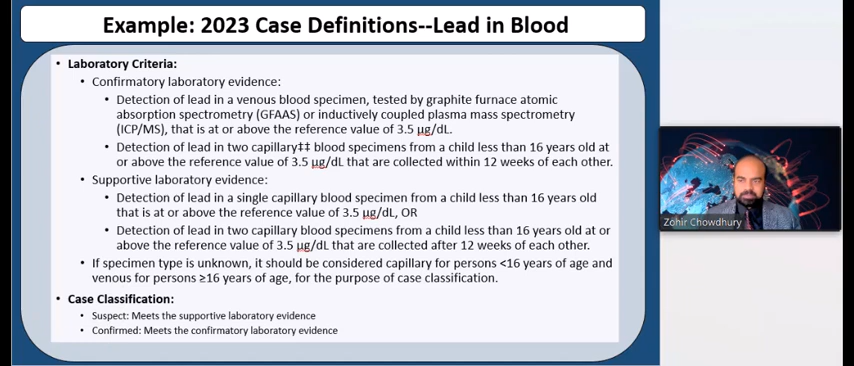 Example: 2023 Case Definitions--Lead in Blood
• Laboratory Criteria:
• Confirmatory laboratory evidence:
• Detection of lead in a venous blood specimen, tested by graphite furnace atomic
absorption spectrometry (GFAAS) or inductively coupled plasma mass spectrometry
(ICP/MS), that is at or above the reference value of 3.5 µg/dL.
• Detection of lead in two capillary‡‡ blood specimens from a child less than 16 years old at
or above the reference value of 3.5 µg/dL that are collected within 12 weeks of each other.
• Supportive laboratory evidence:
• Detection of lead in a single capillary blood specimen from a child less than 16 years old
that is at or above the reference value of 3.5 µg/dL, OR
• Detection of lead in two capillary blood specimens from a child less than 16 years old at or
above the reference value of 3.5 µg/dL that are collected after 12 weeks of each other.
• If specimen type is unknown, it should be considered capillary for persons <16 years of age and
venous for persons ≥16 years of age, for the purpose of case classification.
• Case Classification:
• Suspect: Meets the supportive laboratory evidence
• Confirmed: Meets the confirmatory laboratory evidence
Zohir Chowdhury